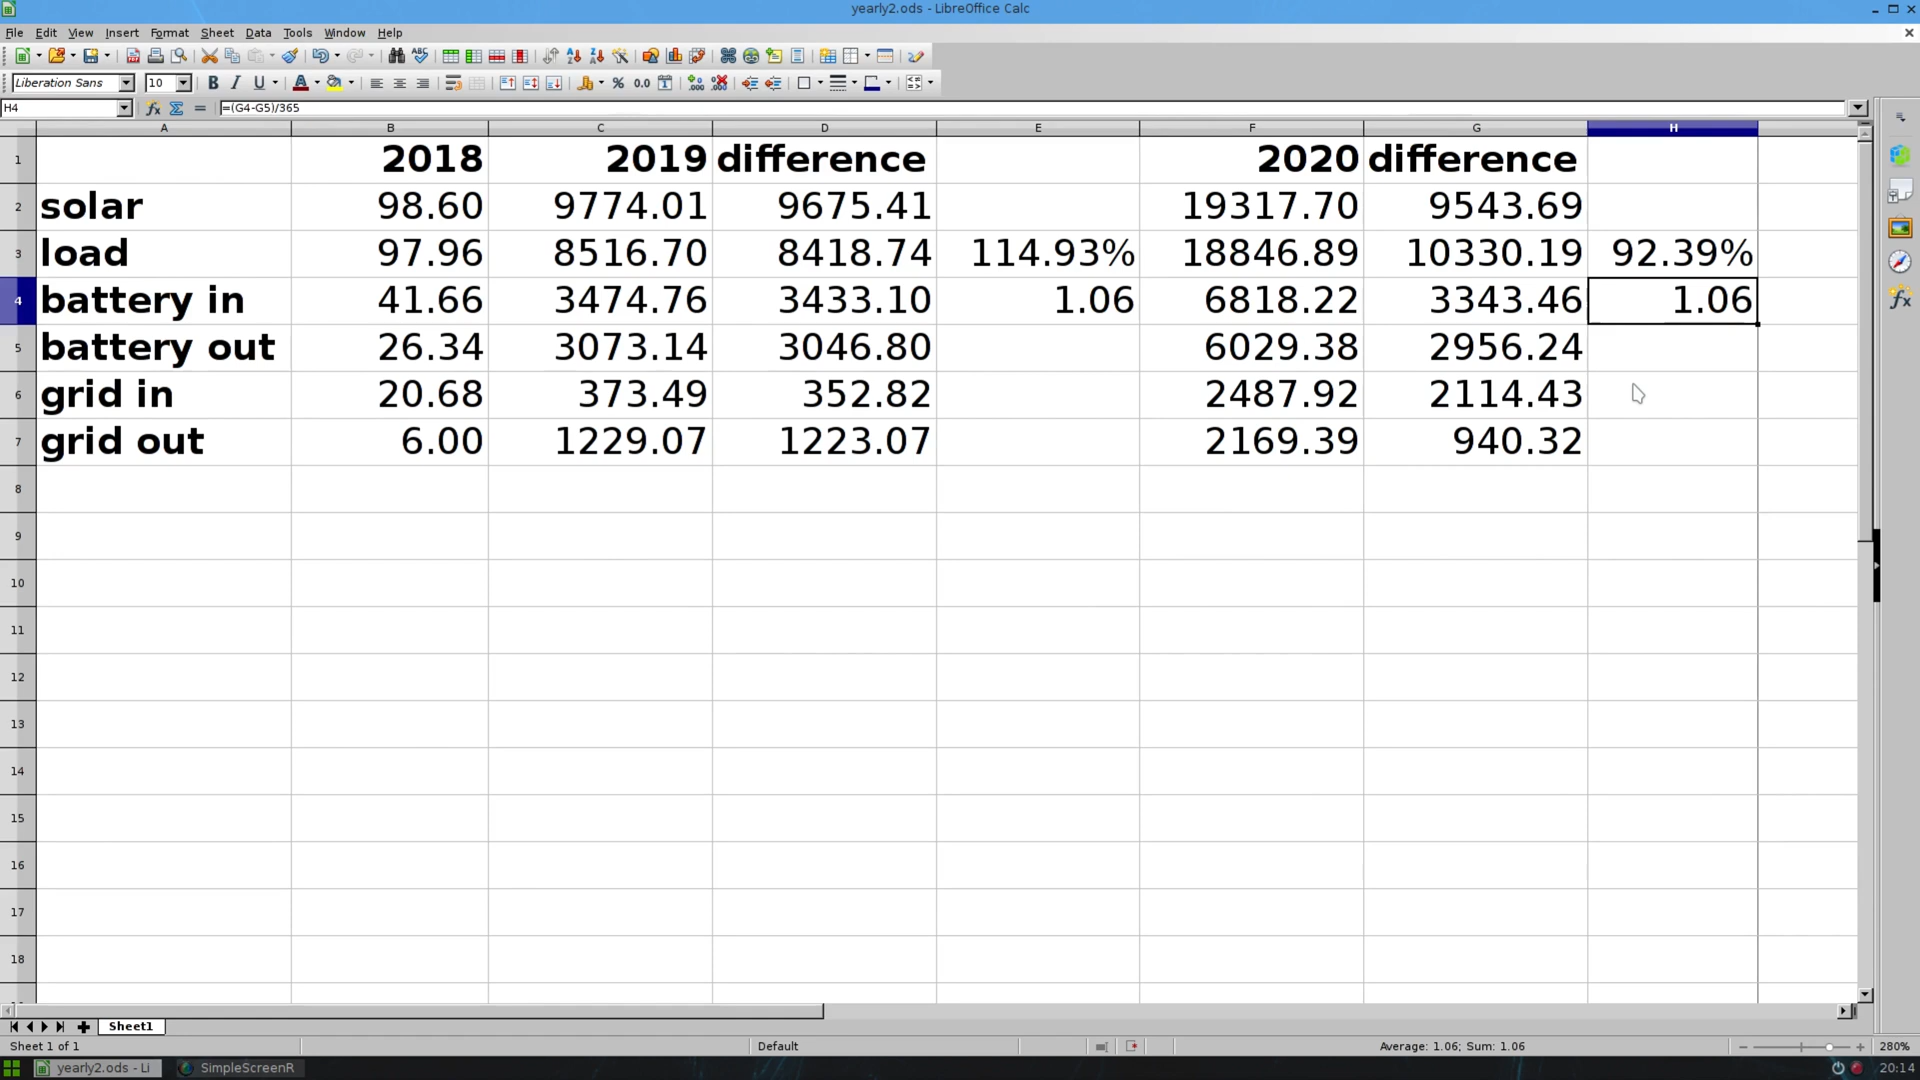 yearly2.ods - LibreOffice Calc
File Edit View Insert Format Sheet Data Tools Window Help
Liberation Sans 10
H4 =(G4-G5)/365
A B C D E F G H
1 2018 2019 difference 2020 difference
2 solar 98.60 9774.01 9675.41 19317.70 9543.69
3 load 97.96 8516.70 8418.74 114.93% 18846.89 10330.19 92.39%
4 battery in 41.66 3474.76 3433.10 1.06 6818.22 3343.46 1.06
5 battery out 26.34 3073.14 3046.80 6029.38 2956.24
6 grid in 20.68 373.49 352.82 2487.92 2114.43
7 grid out 6.00 1229.07 1223.07 2169.39 940.32
8
9
10
11
12
13
14
15
16
17
18
Sheet1
Sheet 1 of 1 Default Average: 1.06; Sum: 1.06 280%
yearly2.ods - Li SimpleScreenR 20:14